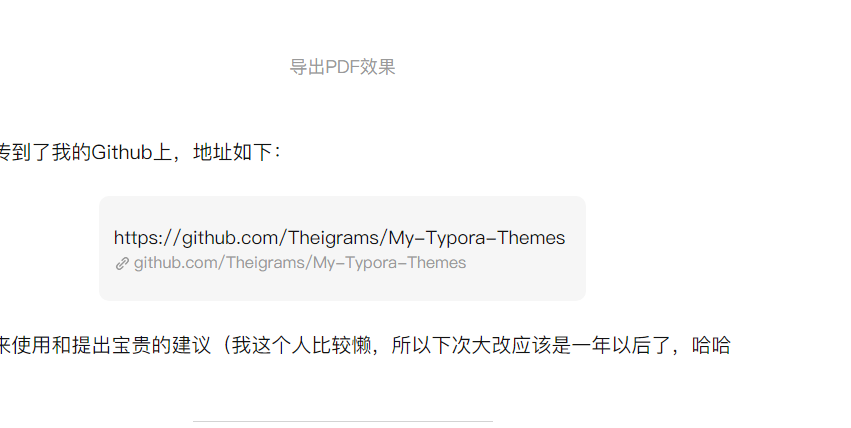 导出PDF效果
传到了我的Github上，地址如下：
https://github.com/Theigrams/My-Typora-Themes
github.com/Theigrams/My-Typora-Themes
来使用和提出宝贵的建议（我这个人比较懒，所以下次大改应该是一年以后了，哈哈